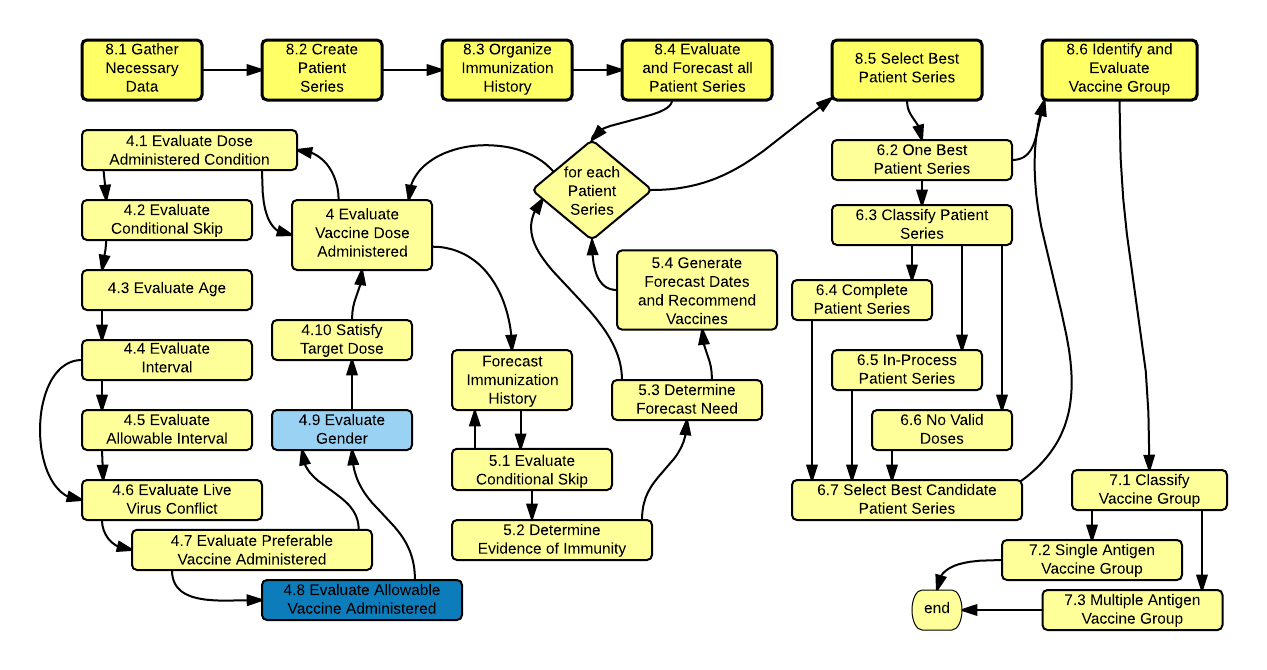 8.1 Gather
Necessary
Data
8.2 Create
Patient
Series
8.3 Organize
Immunization
History
8.4 Evaluate
and Forecast all
Patient Series
8.5 Select Best
Patient Series
8.6 Identify and
Evaluate
Vaccine Group
4.1 Evaluate Dose
Administered Condition
4.2 Evaluate
Conditional Skip
4.3 Evaluate Age
4.4 Evaluate
Interval
4.5 Evaluate
Allowable Interval
4.6 Evaluate Live
Virus Conflict
4.7 Evaluate Preferable
Vaccine Administered
4.8 Evaluate Allowable
Vaccine Administered
4.9 Evaluate
Gender
4.10 Satisfy
Target Dose
4 Evaluate
Vaccine Dose
Administered
for each
Patient
Series
Forecast
Immunization
History
5.1 Evaluate
Conditional Skip
5.2 Determine
Evidence of Immunity
5.3 Determine
Forecast Need
5.4 Generate
Forecast Dates
and Recommend
Vaccines
6.2 One Best
Patient Series
6.3 Classify Patient
Series
6.4 Complete
Patient Series
6.5 In-Process
Patient Series
6.6 No Valid
Doses
6.7 Select Best Candidate
Patient Series
7.1 Classify
Vaccine Group
7.2 Single Antigen
Vaccine Group
7.3 Multiple Antigen
Vaccine Group
end